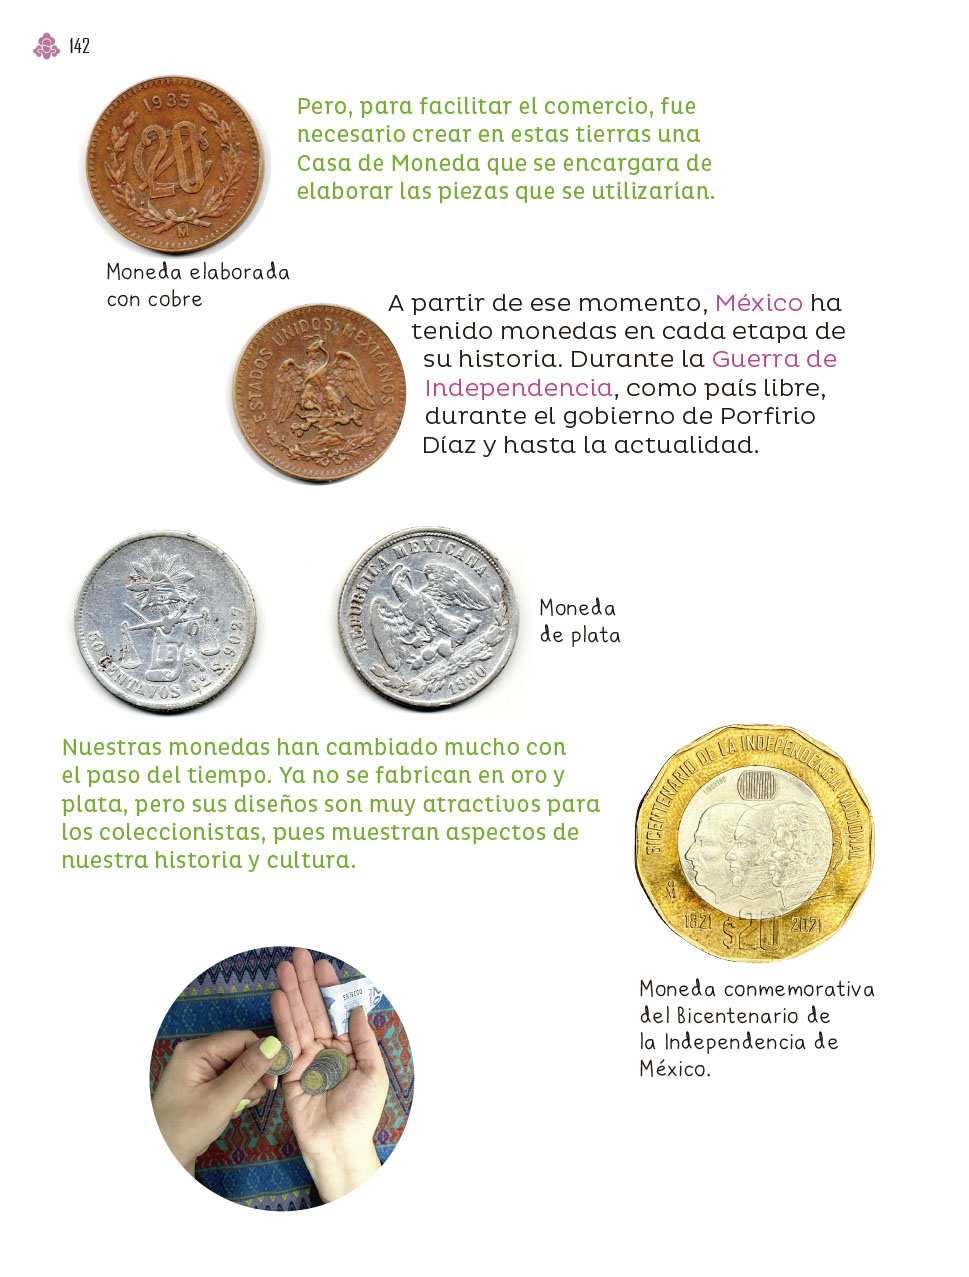 142
Pero, para facilitar el comercio, fue
necesario crear en estas tierras una
Casa de Moneda que se encargara de
elaborar las piezas que se utilizarían.
1935
20
M
Moneda elaborada
con cobre
A partir de ese momento, México ha
tenido monedas en cada etapa de
su historia. Durante la Guerra de
Independencia, como país libre,
durante el gobierno de Porfirio
Díaz y hasta la actualidad.
ESTADOS UNIDOS MEXICANOS
LEY
50 CENTAVOS Gº S. 902.7
REPUBLICA MEXICANA
1880
Moneda
de plata
Nuestras monedas han cambiado mucho con
el paso del tiempo. Ya no se fabrican en oro y
plata, pero sus diseños son muy atractivos para
los coleccionistas, pues muestran aspectos de
nuestra historia y cultura.
BICENTENARIO DE LA INDEPENDENCIA NACIONAL
1821 $20 2021
Moneda conmemorativa
del Bicentenario de
la Independencia de
México.
20